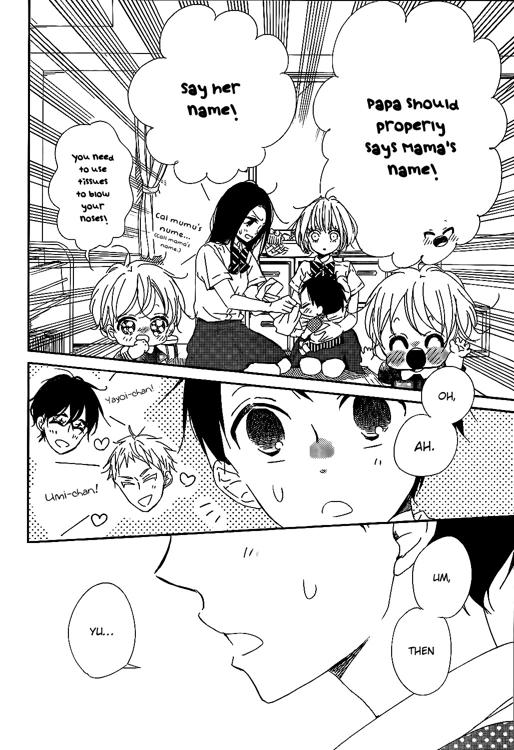 Papa should
properly
says Mama's
name!
Say her
name!
You need
to use
tissues
to blow
your
noses!
Call mumu's
nume...
(call mama's
name.)
OH,
AH.
Yayoi-chan!
Umi-chan!
UM,
THEN
YU...